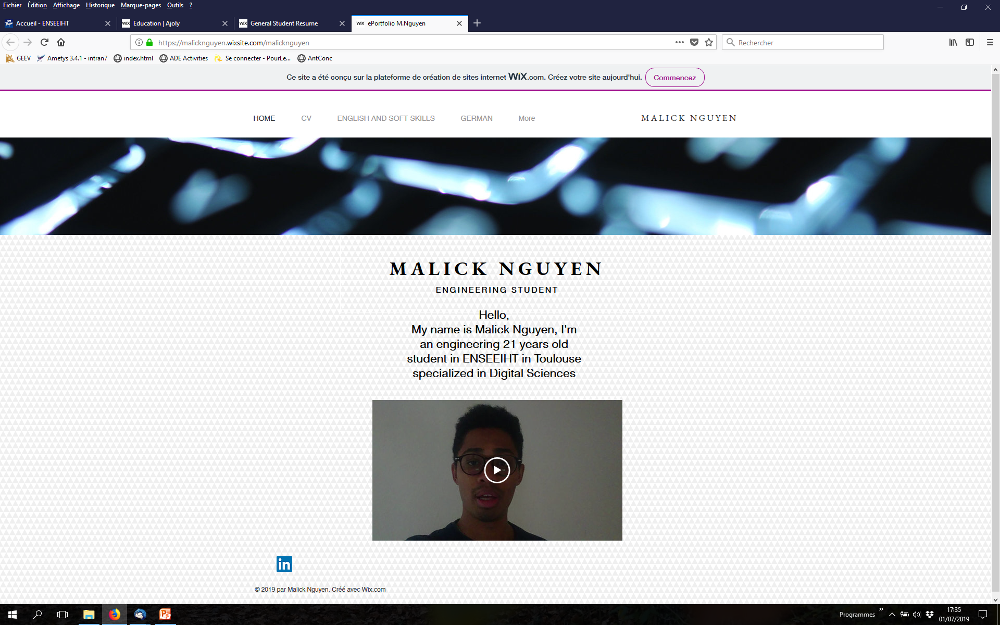 Fichier Édition Affichage Historique Marque-pages Outils ?
Accueil - ENSEEIHT
WIX Education | Ajoly
WIX General Student Resume
WIX ePortfolio M.Nguyen
https://malicknguyen.wixsite.com/malicknguyen
Rechercher
GEEV Ametys 3.4.1 - intran7 index.html ADE Activities Se connecter - PourLe... AntConc
Ce site a été conçu sur la plateforme de création de sites internet WiX.com. Créez votre site aujourd'hui. Commencez
HOME CV ENGLISH AND SOFT SKILLS GERMAN More MALICK NGUYEN
MALICK NGUYEN
ENGINEERING STUDENT
Hello,
My name is Malick Nguyen, I'm
an engineering 21 years old
student in ENSEEIHT in Toulouse
specialized in Digital Sciences
in
© 2019 par Malick Nguyen. Créé avec Wix.com
Programmes
17:35
01/07/2019